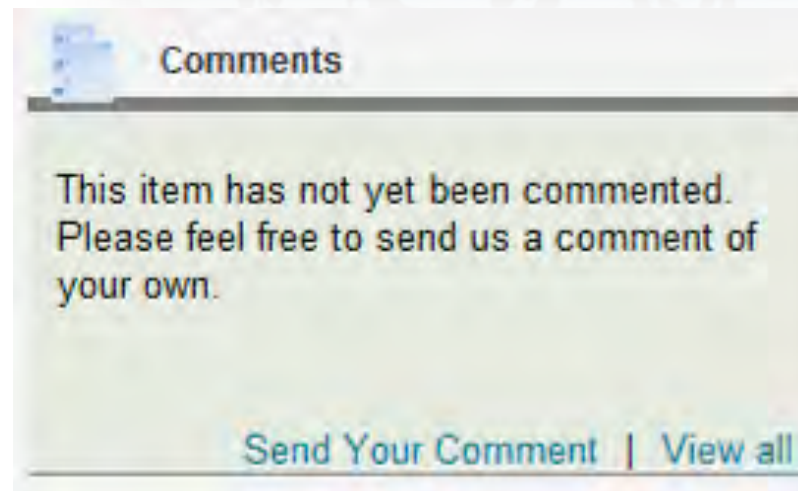 Comments
This item has not yet been commented.
Please feel free to send us a comment of
your own.
Send Your Comment | View all